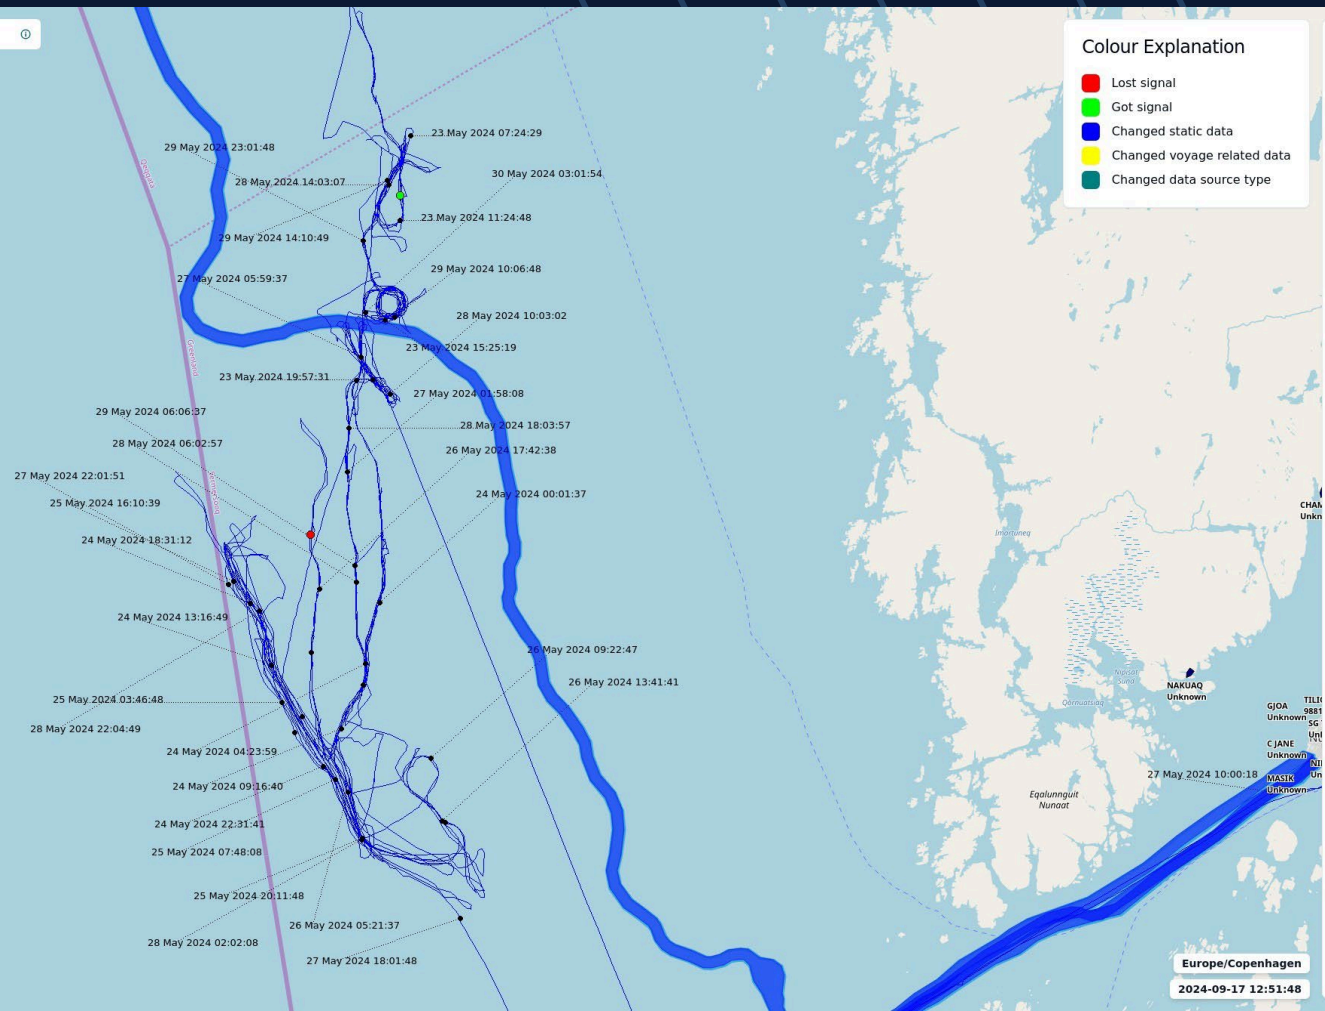 Colour Explanation
Lost signal
Got signal
Changed static data
Changed voyage related data
Changed data source type
23 May 2024 07:24:29
29 May 2024 23:01:48
30 May 2024 03:01:54
28 May 2024 14:03:07
23 May 2024 11:24:48
29 May 2024 14:10:49
29 May 2024 10:06:48
27 May 2024 05:59:37
28 May 2024 10:03:02
23 May 2024 15:25:19
23 May 2024 19:57:31
27 May 2024 01:58:08
29 May 2024 06:06:37
28 May 2024 18:03:57
28 May 2024 06:02:57
26 May 2024 17:42:38
27 May 2024 22:01:51
24 May 2024 00:01:37
25 May 2024 16:10:39
CHAM
Unkn
24 May 2024 18:31:12
24 May 2024 13:16:49
26 May 2024 09:22:47
26 May 2024 13:41:41
NAKUAQ
Unknown
25 May 2024 03:46:48
GJOA
Unknown
9881
SG
28 May 2024 22:04:49
24 May 2024 04:23:59
C JANE
Unknown
27 May 2024 10:00:18
MASIK
Unknown
24 May 2024 09:16:40
Eqalunnguit
Nunaat
24 May 2024 22:31:41
25 May 2024 07:48:08
25 May 2024 20:11:48
26 May 2024 05:21:37
28 May 2024 02:02:08
27 May 2024 18:01:48
Europe/Copenhagen
2024-09-17 12:51:48